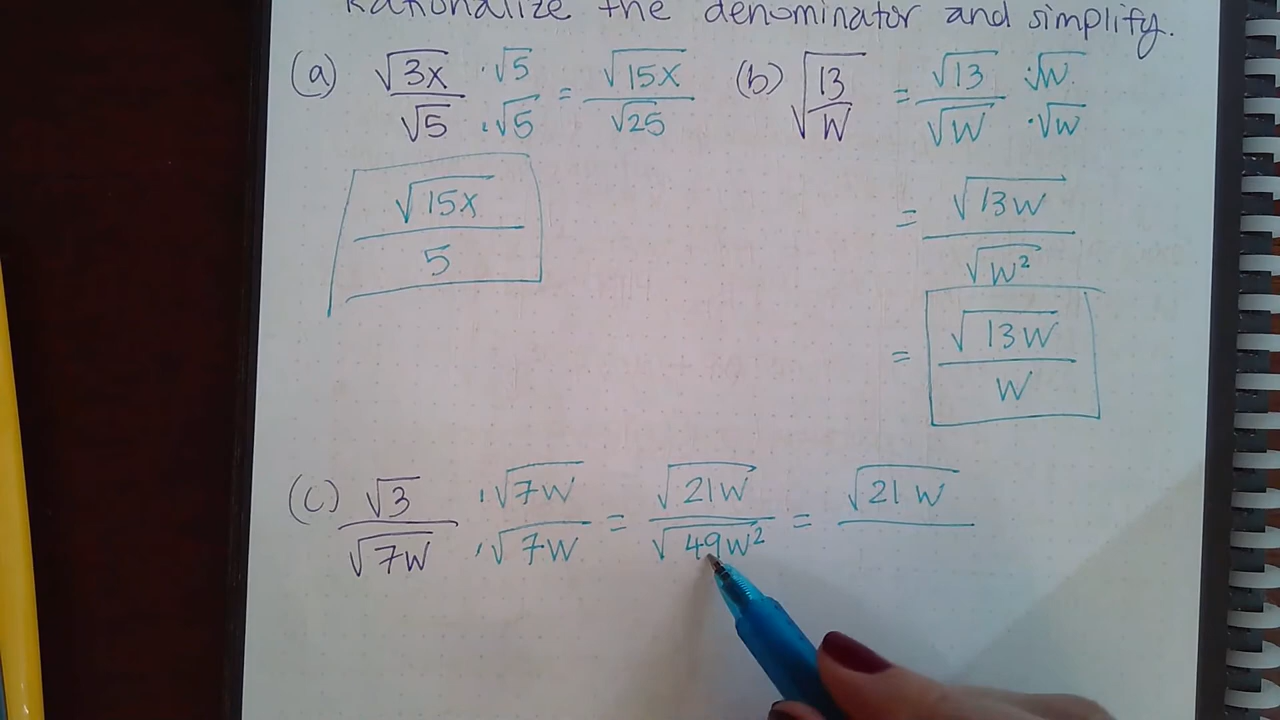 Rationalize the denominator and simplify.
(a) √3x/√5 ·√5/·√5 = √15x/√25
√15x/5
(b) √13/w = √13/√w ·√w/·√w
= √13w/√w²
= √13w/w
(c) √3/√7w ·√7w/·√7w = √21w/√49w² = √21w